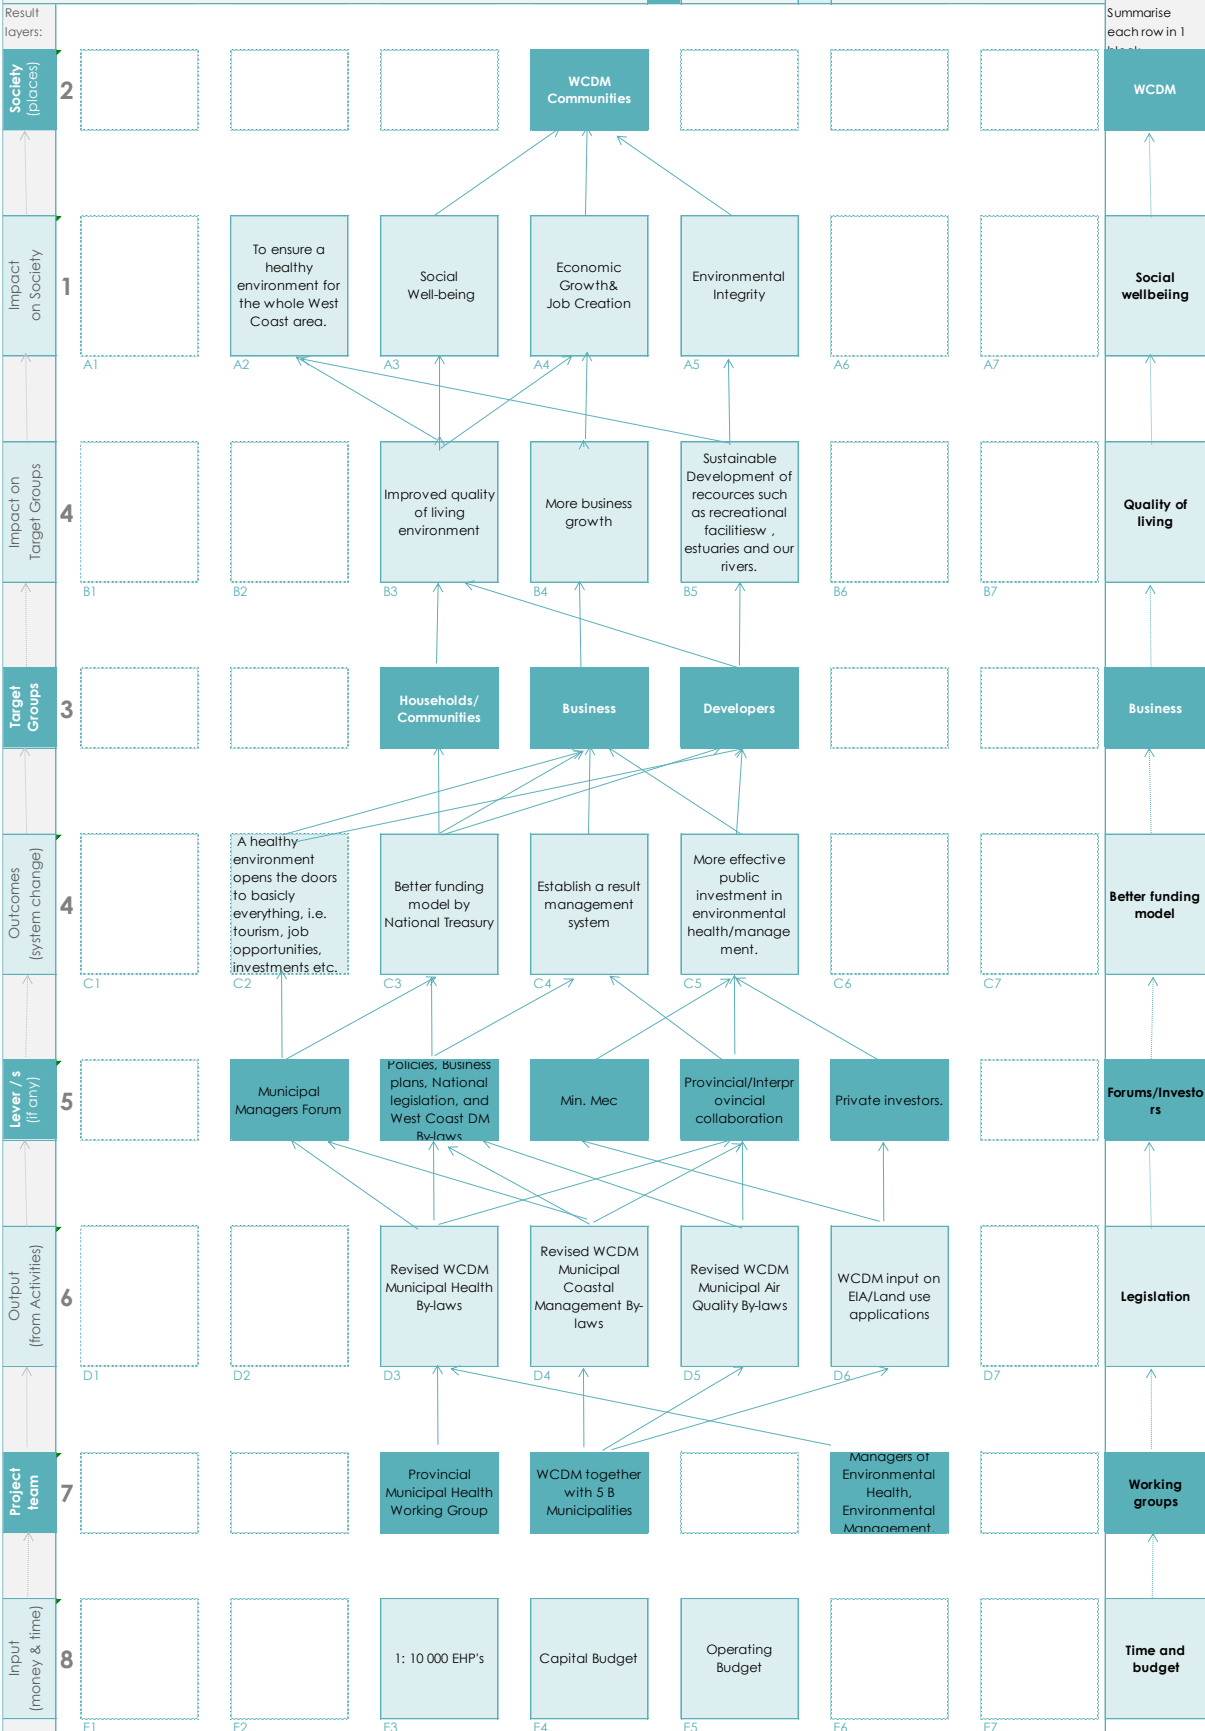 Result
layers:
Summarise
each row in 1
block
Society
(places)
2
WCDM
Communities
WCDM
Impact
on Society
1
To ensure a
healthy
environment for
the whole West
Coast area.
Social
Well-being
Economic
Growth&
Job Creation
Environmental
Integrity
Social
wellbeiing
A1
A2
A3
A4
A5
A6
A7
Impact on
Target Groups
4
Improved quality
of living
environment
More business
growth
Sustainable
Development of
recources such
as recreational
facilitiesw ,
estuaries and our
rivers.
Quality of
living
B1
B2
B3
B4
B5
B6
B7
Target
Groups
3
Households/
Communities
Business
Developers
Business
Outcomes
(system change)
4
A healthy
environment
opens the doors
to basicly
everything, i.e.
tourism, job
opportunities,
investments etc.
Better funding
model by
National Treasury
Establish a result
management
system
More effective
public
investment in
environmental
health/manage
ment.
Better funding
model
C1
C2
C3
C4
C5
C6
C7
Lever / s
(if any)
5
Municipal
Managers Forum
Policies, Business
plans, National
legislation, and
West Coast DM
By-laws
Min. Mec
Provincial/Interpr
ovincial
collaboration
Private investors.
Forums/Investo
rs
Output
(from Activities)
6
Revised WCDM
Municipal Health
By-laws
Revised WCDM
Municipal
Coastal
Management By-
laws
Revised WCDM
Municipal Air
Quality By-laws
WCDM input on
EIA/Land use
applications
Legislation
D1
D2
D3
D4
D5
D6
D7
Project
team
7
Provincial
Municipal Health
Working Group
WCDM together
with 5 B
Municipalities
Managers of
Environmental
Health,
Environmental
Management,
Working
groups
Input
(money & time)
8
1: 10 000 EHP's
Capital Budget
Operating
Budget
Time and
budget
E1
E2
E3
E4
E5
E6
E7